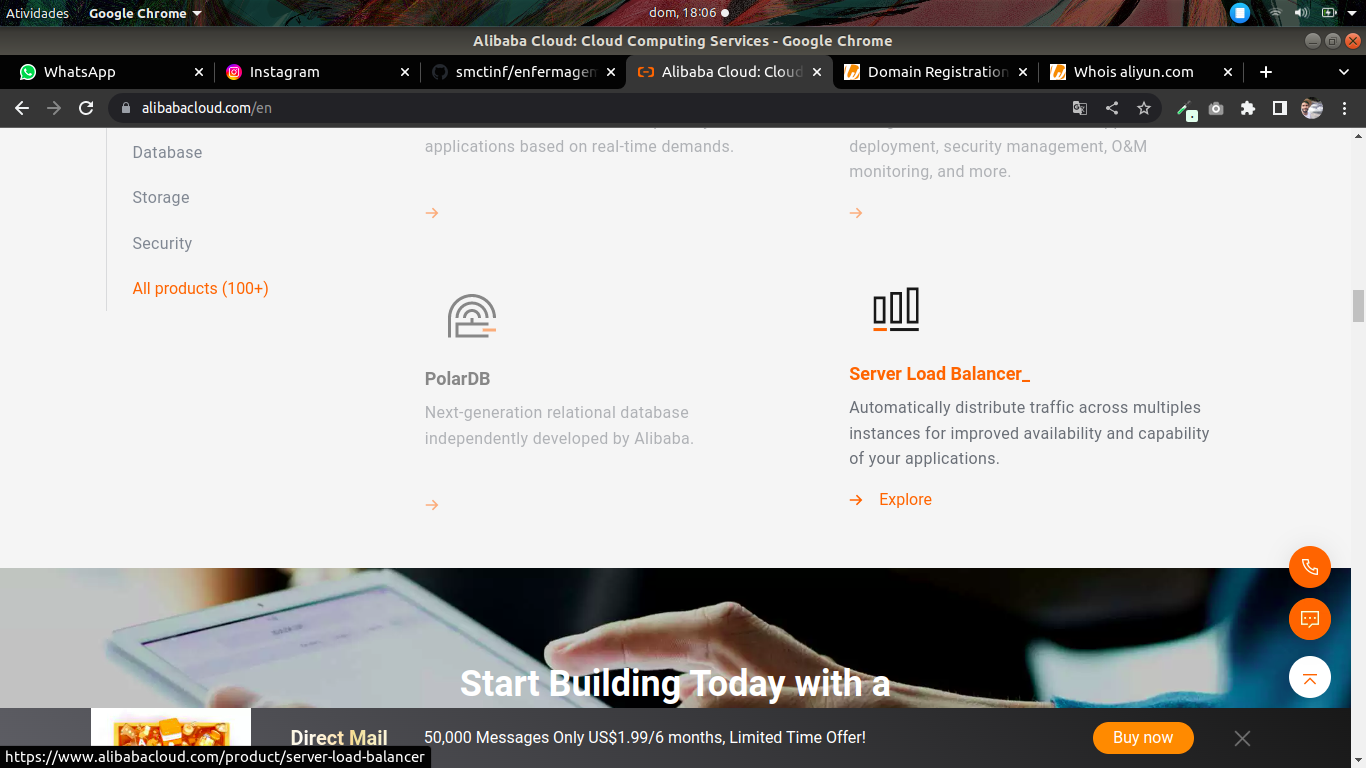 Atividades
Google Chrome
dom, 18:06
Alibaba Cloud: Cloud Computing Services - Google Chrome
WhatsApp
Instagram
smctinf/enfermagem
Alibaba Cloud: Cloud
Domain Registration
Whois aliyun.com
alibabacloud.com/en
Database
Storage
Security
All products (100+)
applications based on real-time demands.
deployment, security management, O&M
monitoring, and more.
PolarDB
Next-generation relational database
independently developed by Alibaba.
Server Load Balancer_
Automatically distribute traffic across multiples
instances for improved availability and capability
of your applications.
Explore
Start Building Today with a
Direct Mail
50,000 Messages Only US$1.99/6 months, Limited Time Offer!
Buy now
https://www.alibabacloud.com/product/server-load-balancer